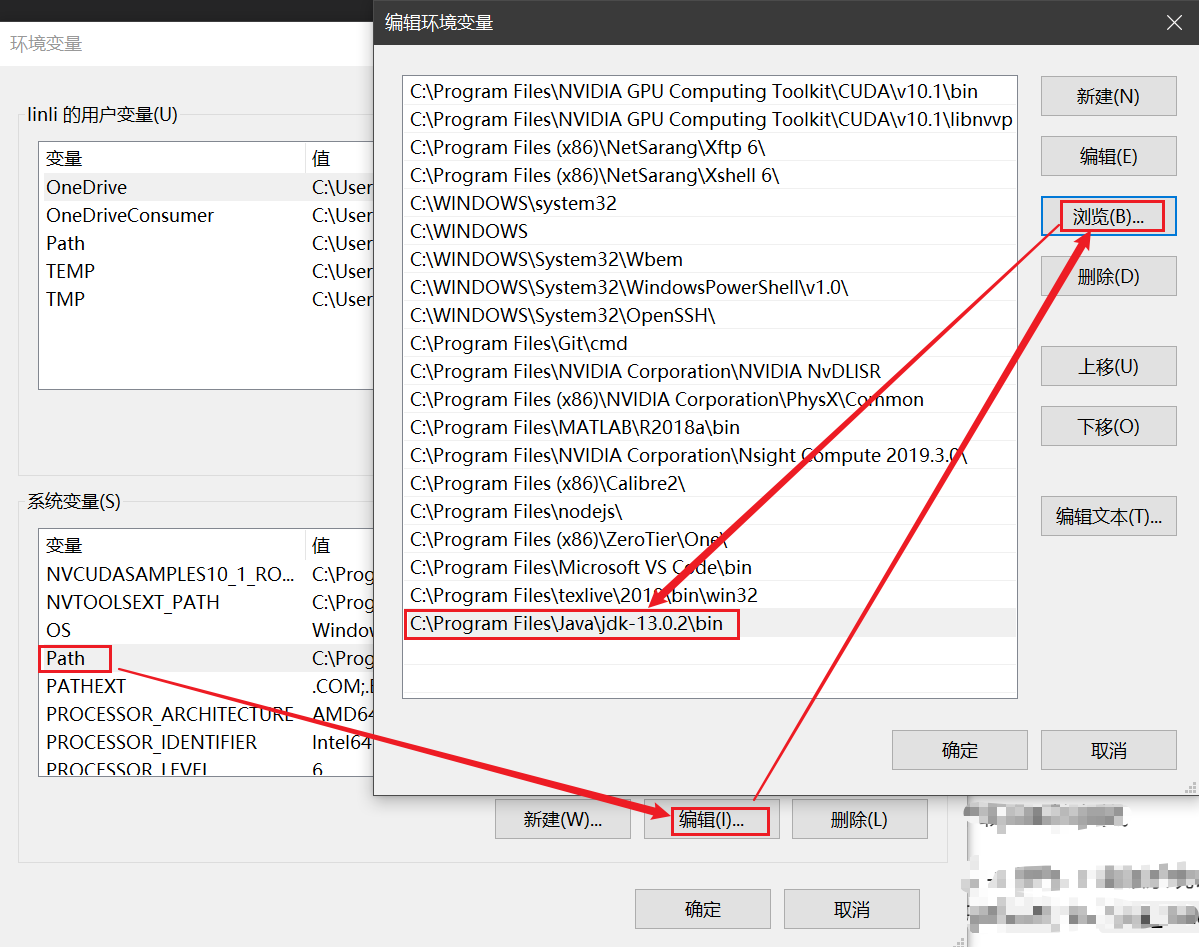 编辑环境变量
环境变量
linli 的用户变量(U)
变量 值
OneDrive C:\User
OneDriveConsumer C:\User
Path C:\User
TEMP C:\User
TMP C:\User
系统变量(S)
变量 值
NVCUDASAMPLES10_1_RO... C:\Prog
NVTOOLSEXT_PATH C:\Prog
OS Windov
Path C:\Prog
PATHEXT .COM;.E
PROCESSOR_ARCHITECTURE AMD64
PROCESSOR_IDENTIFIER Intel64
PROCESSOR_LEVEL 6
新建(W)...
编辑(I)...
删除(L)
确定
取消
C:\Program Files\NVIDIA GPU Computing Toolkit\CUDA\v10.1\bin
C:\Program Files\NVIDIA GPU Computing Toolkit\CUDA\v10.1\libnvvp
C:\Program Files (x86)\NetSarang\Xftp 6\
C:\Program Files (x86)\NetSarang\Xshell 6\
C:\WINDOWS\system32
C:\WINDOWS
C:\WINDOWS\System32\Wbem
C:\WINDOWS\System32\WindowsPowerShell\v1.0\
C:\WINDOWS\System32\OpenSSH\
C:\Program Files\Git\cmd
C:\Program Files\NVIDIA Corporation\NVIDIA NvDLISR
C:\Program Files (x86)\NVIDIA Corporation\PhysX\Common
C:\Program Files\MATLAB\R2018a\bin
C:\Program Files\NVIDIA Corporation\Nsight Compute 2019.3.0\
C:\Program Files (x86)\Calibre2\
C:\Program Files\nodejs\
C:\Program Files (x86)\ZeroTier\One\
C:\Program Files\Microsoft VS Code\bin
C:\Program Files\texlive\2018\bin\win32
C:\Program Files\Java\jdk-13.0.2\bin
新建(N)
编辑(E)
浏览(B)...
删除(D)
上移(U)
下移(O)
编辑文本(T)...
确定
取消